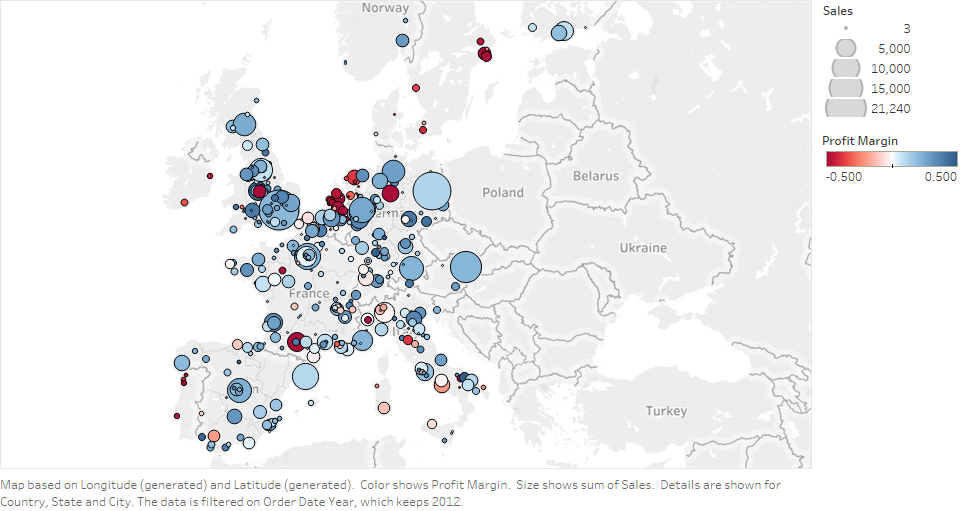 Norway
Sales
3
5,000
10,000
15,000
21,240
Profit Margin
-0.500
0.500
Belarus
Poland
Ukraine
France
Turkey
Map based on Longitude (generated) and Latitude (generated).  Color shows Profit Margin.  Size shows sum of Sales.  Details are shown for
Country, State and City. The data is filtered on Order Date Year, which keeps 2012.